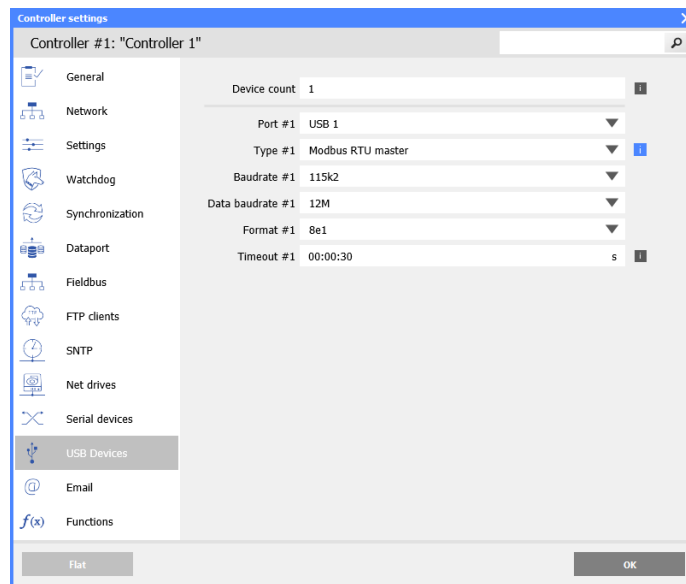 Controller settings
Controller #1: "Controller 1"
General
Network
Settings
Watchdog
Synchronization
Dataport
Fieldbus
FTP clients
SNTP
Net drives
Serial devices
USB Devices
@ Email
f(x) Functions
Device count 1
Port #1 USB 1
Type #1 Modbus RTU master
Baudrate #1 115k2
Data baudrate #1 12M
Format #1 8e1
Timeout #1 00:00:30 s
Flat
OK